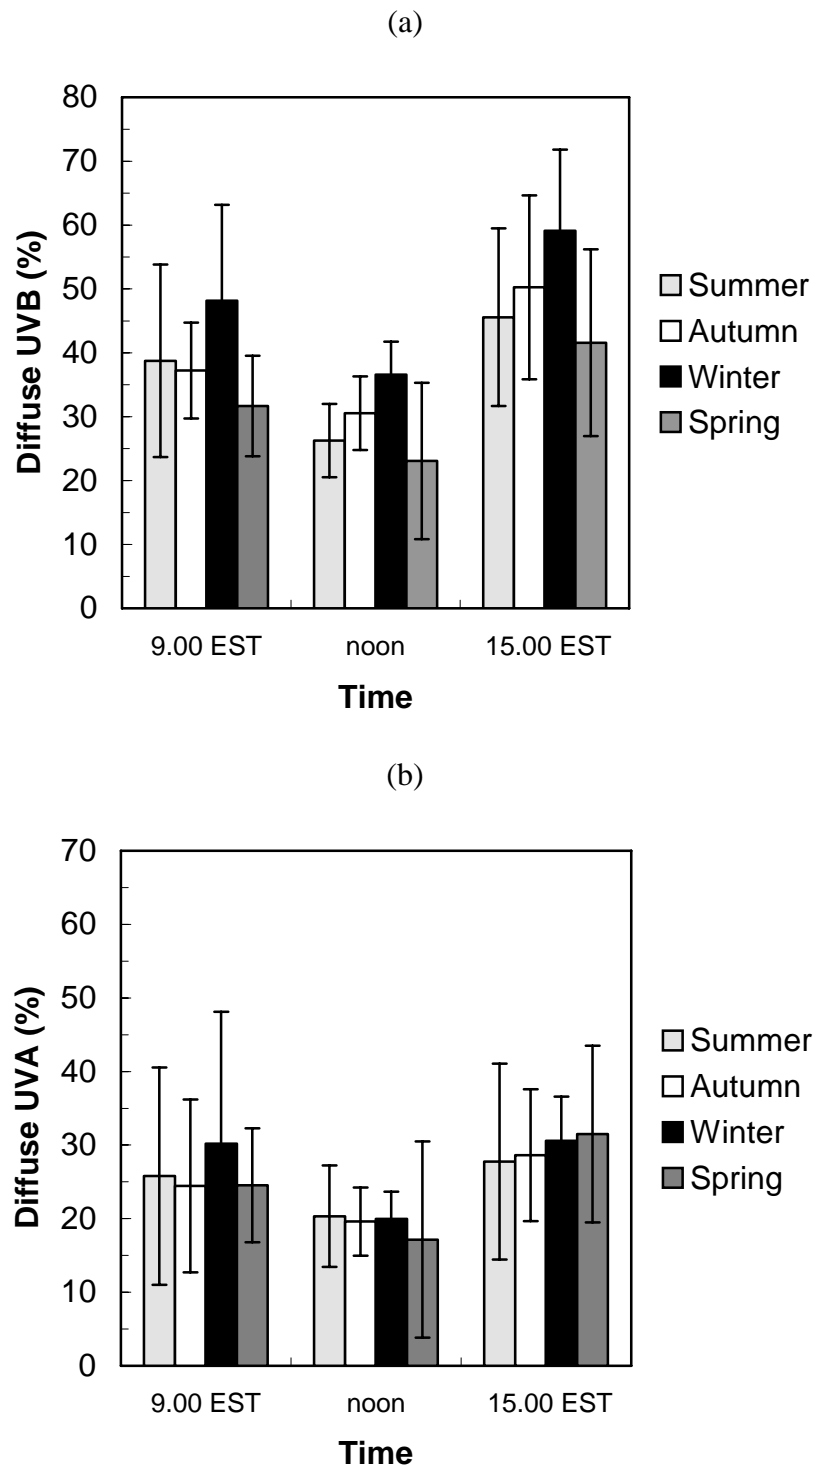 (a)
80
70
60
50
40
30
20
10
0
Diffuse UVB (%)
9.00 EST
noon
15.00 EST
Time
Summer
Autumn
Winter
Spring
(b)
70
60
50
40
30
20
10
0
Diffuse UVA (%)
9.00 EST
noon
15.00 EST
Time
Summer
Autumn
Winter
Spring